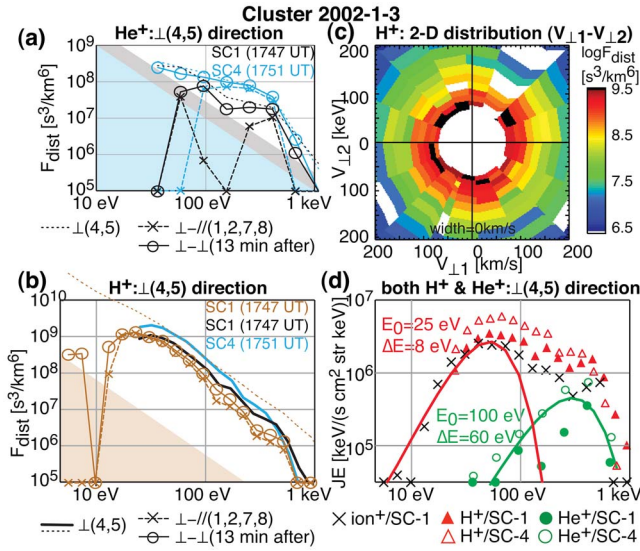 Cluster 2002-1-3
(a) He⁺:⊥(4,5) direction
SC1 (1747 UT)
SC4 (1751 UT)
F_dist [s³/km⁶]
10⁹
10⁸
10⁷
10⁶
10⁵
10 eV 100 eV 1 keV
⊥(4,5) ⊥-//(1,2,7,8)
⊥-⊥(13 min after)
(c) H⁺: 2-D distribution (V⊥1-V⊥2)
logF_dist
[s³/km⁶]
9.5
9.0
8.0
7.0
6.5
V⊥2 [keV]
200
100
0
100
200
width=0km/s
200 100 0 100 200
V⊥1 km/s
(b) H⁺:⊥(4,5) direction
SC1 (1747 UT)
SC1 (1747 UT)
SC4 (1751 UT)
F_dist [s³/km⁶]
10¹⁰
10⁹
10⁸
10⁷
10⁶
10⁵
10 eV 100 eV 1 keV
⊥(4,5) ⊥-//(1,2,7,8)
⊥-⊥(13 min after)
(d) both H⁺ & He⁺:⊥(4,5) direction
E₀=25 eV
ΔE=8 eV
E₀=100 eV
ΔE=60 eV
JE [keV/(s cm2 str keV)]
10⁷
10⁶
10⁵
10 eV 100 eV 1 keV
ion⁺/SC-1 H⁺/SC-1 He⁺/SC-1
H⁺/SC-4 He⁺/SC-4